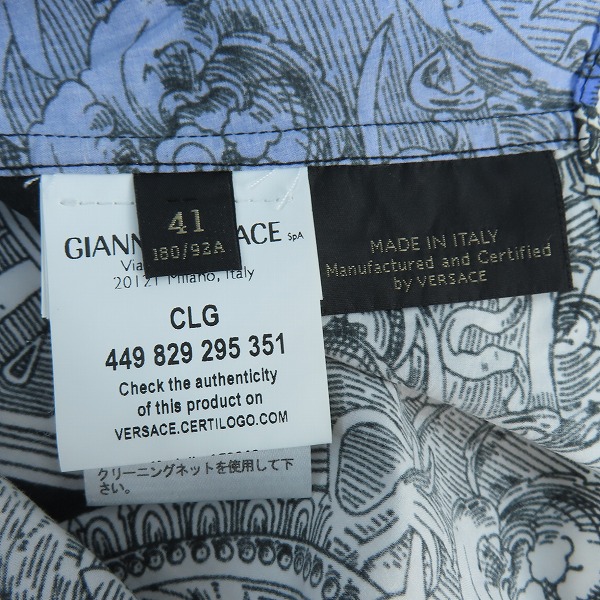 41
180/92A
GIANN ACE SpA
Via
20121 Milano, Italy
CLG
449 829 295 351
Check the authenticity
of this product on
VERSACE.CERTILOGO.COM
クリーニングネットを使用して下
さい。
MADE IN ITALY
Manufactured and Certified
by VERSACE